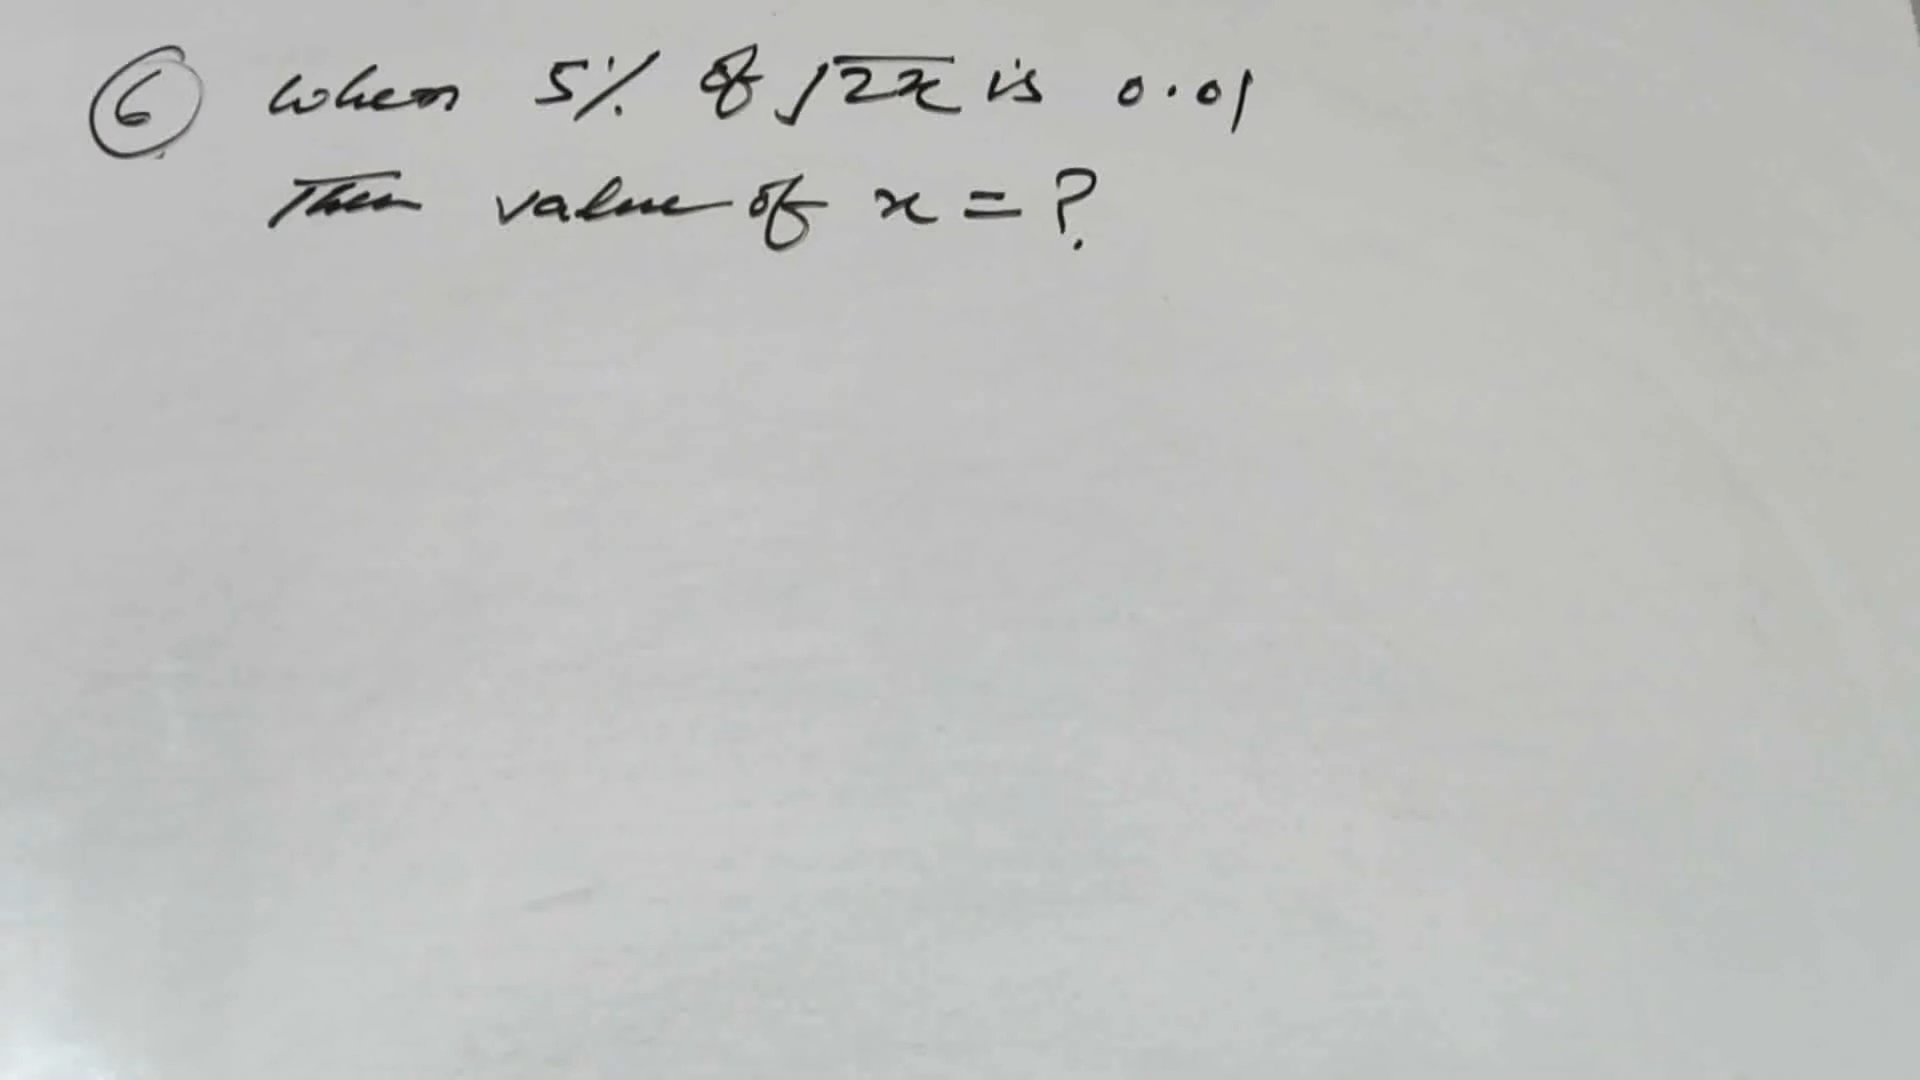 6 when 5% of √2x is 0.01
Then value of x = ?